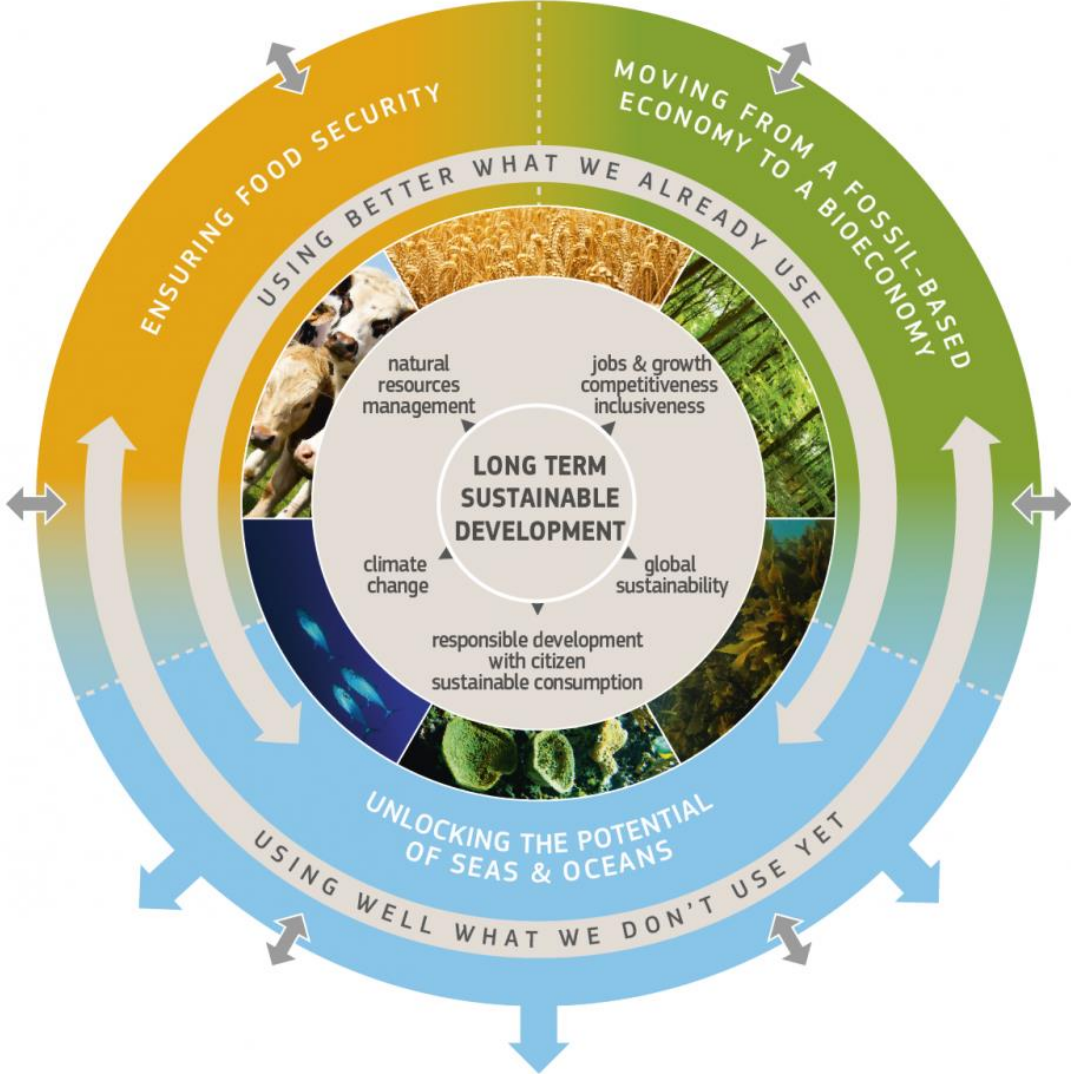 ENSURING FOOD SECURITY
MOVING FROM A FOSSIL-BASED
ECONOMY TO A BIOECONOMY
USING BETTER WHAT WE ALREADY USE
natural
resources
management
jobs & growth
competitiveness
inclusiveness
LONG TERM
SUSTAINABLE
DEVELOPMENT
climate
change
global
sustainability
responsible development
with citizen
sustainable consumption
UNLOCKING THE POTENTIAL
OF SEAS & OCEANS
USING WELL WHAT WE DON'T USE YET